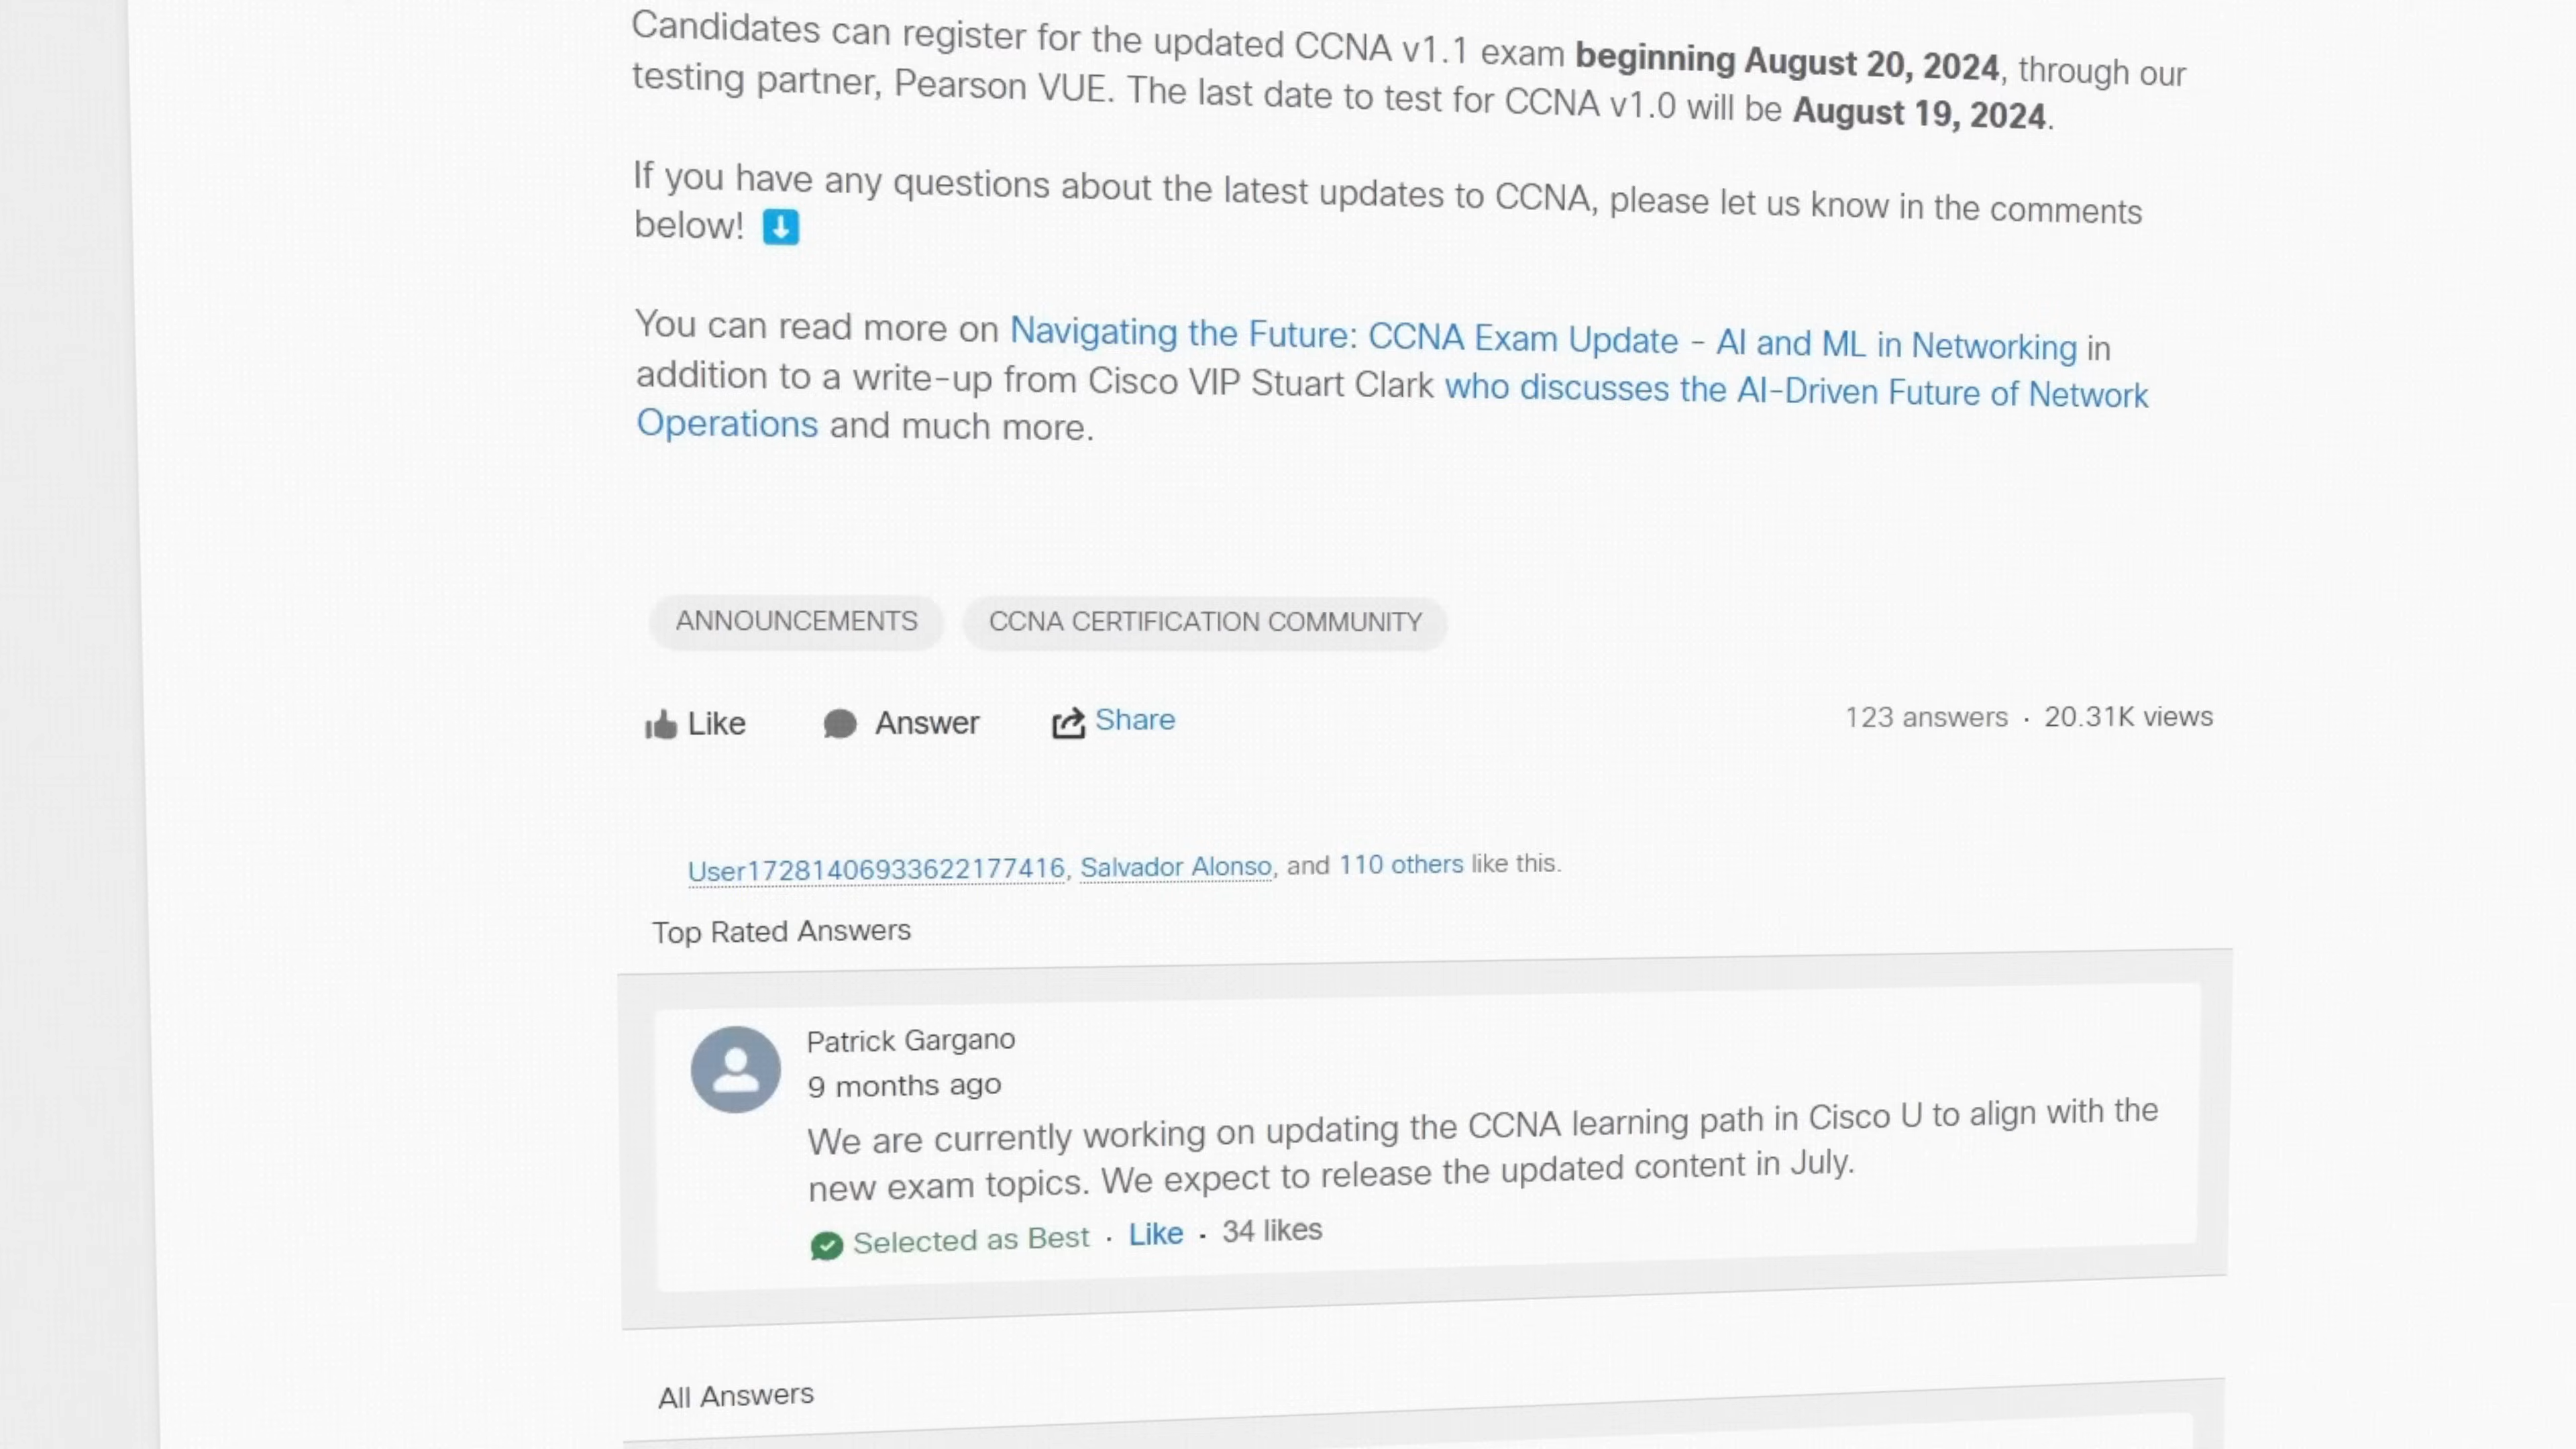 Candidates can register for the updated CCNA v1.1 exam beginning August 20, 2024, through our
testing partner, Pearson VUE. The last date to test for CCNA v1.0 will be August 19, 2024.
If you have any questions about the latest updates to CCNA, please let us know in the comments
below! ⬇️
You can read more on Navigating the Future: CCNA Exam Update - AI and ML in Networking in
addition to a write-up from Cisco VIP Stuart Clark who discusses the AI-Driven Future of Network
Operations and much more.
ANNOUNCEMENTS CCNA CERTIFICATION COMMUNITY
Like Answer Share 123 answers · 20.31K views
User17281406933622177416, Salvador Alonso, and 110 others like this.
Top Rated Answers
Patrick Gargano
9 months ago
We are currently working on updating the CCNA learning path in Cisco U to align with the
new exam topics. We expect to release the updated content in July.
Selected as Best · Like · 34 likes
All Answers